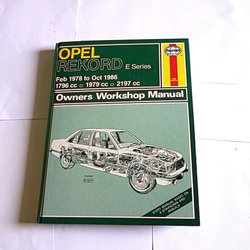 OPEL
REKORD E Series
Feb 1978 to Oct 1986
1796 cc □ 1979 cc □ 2197 cc
Owners Workshop Manual